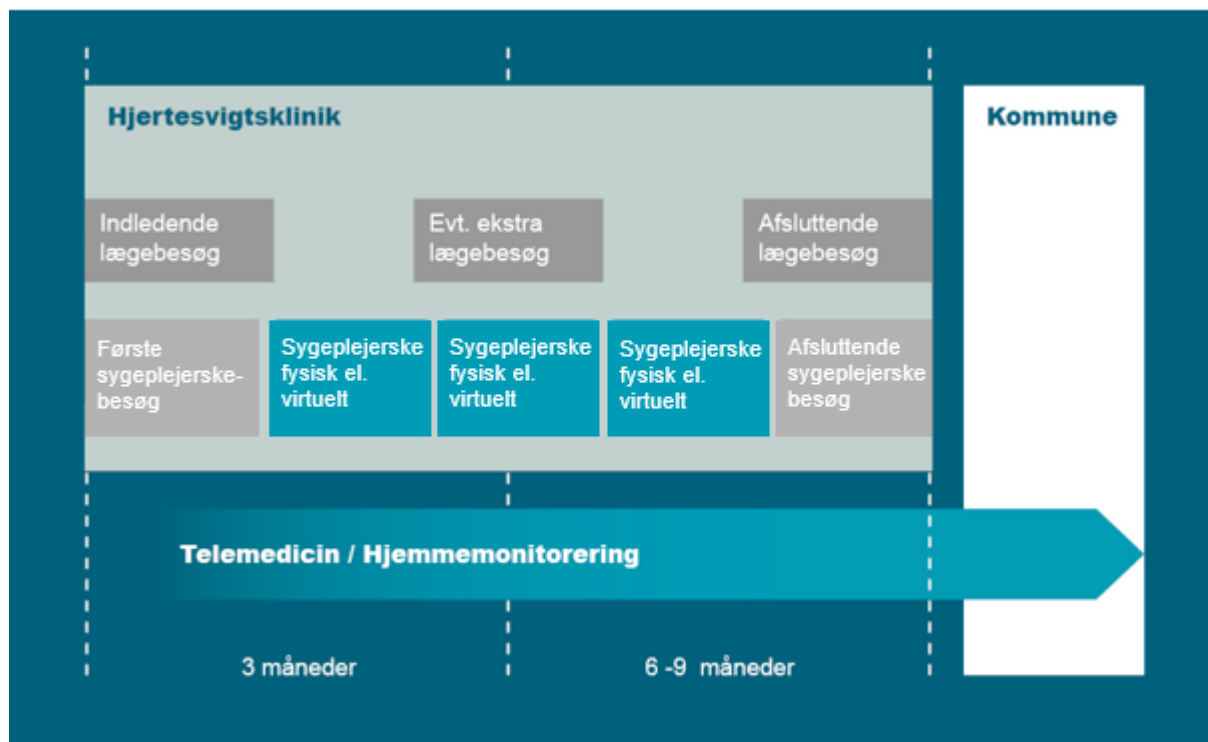 Hjertesvigtsklinik
Kommune
Indledende
lægebesøg
Evt. ekstra
lægebesøg
Afsluttende
lægebesøg
Første
sygeplejerske-
besøg
Sygeplejerske
fysisk el.
virtuelt
Sygeplejerske
fysisk el.
virtuelt
Sygeplejerske
fysisk el.
virtuelt
Afsluttende
sygeplejerske
besøg
Telemedicin / Hjemmemonitorering
3 måneder
6 -9 måneder